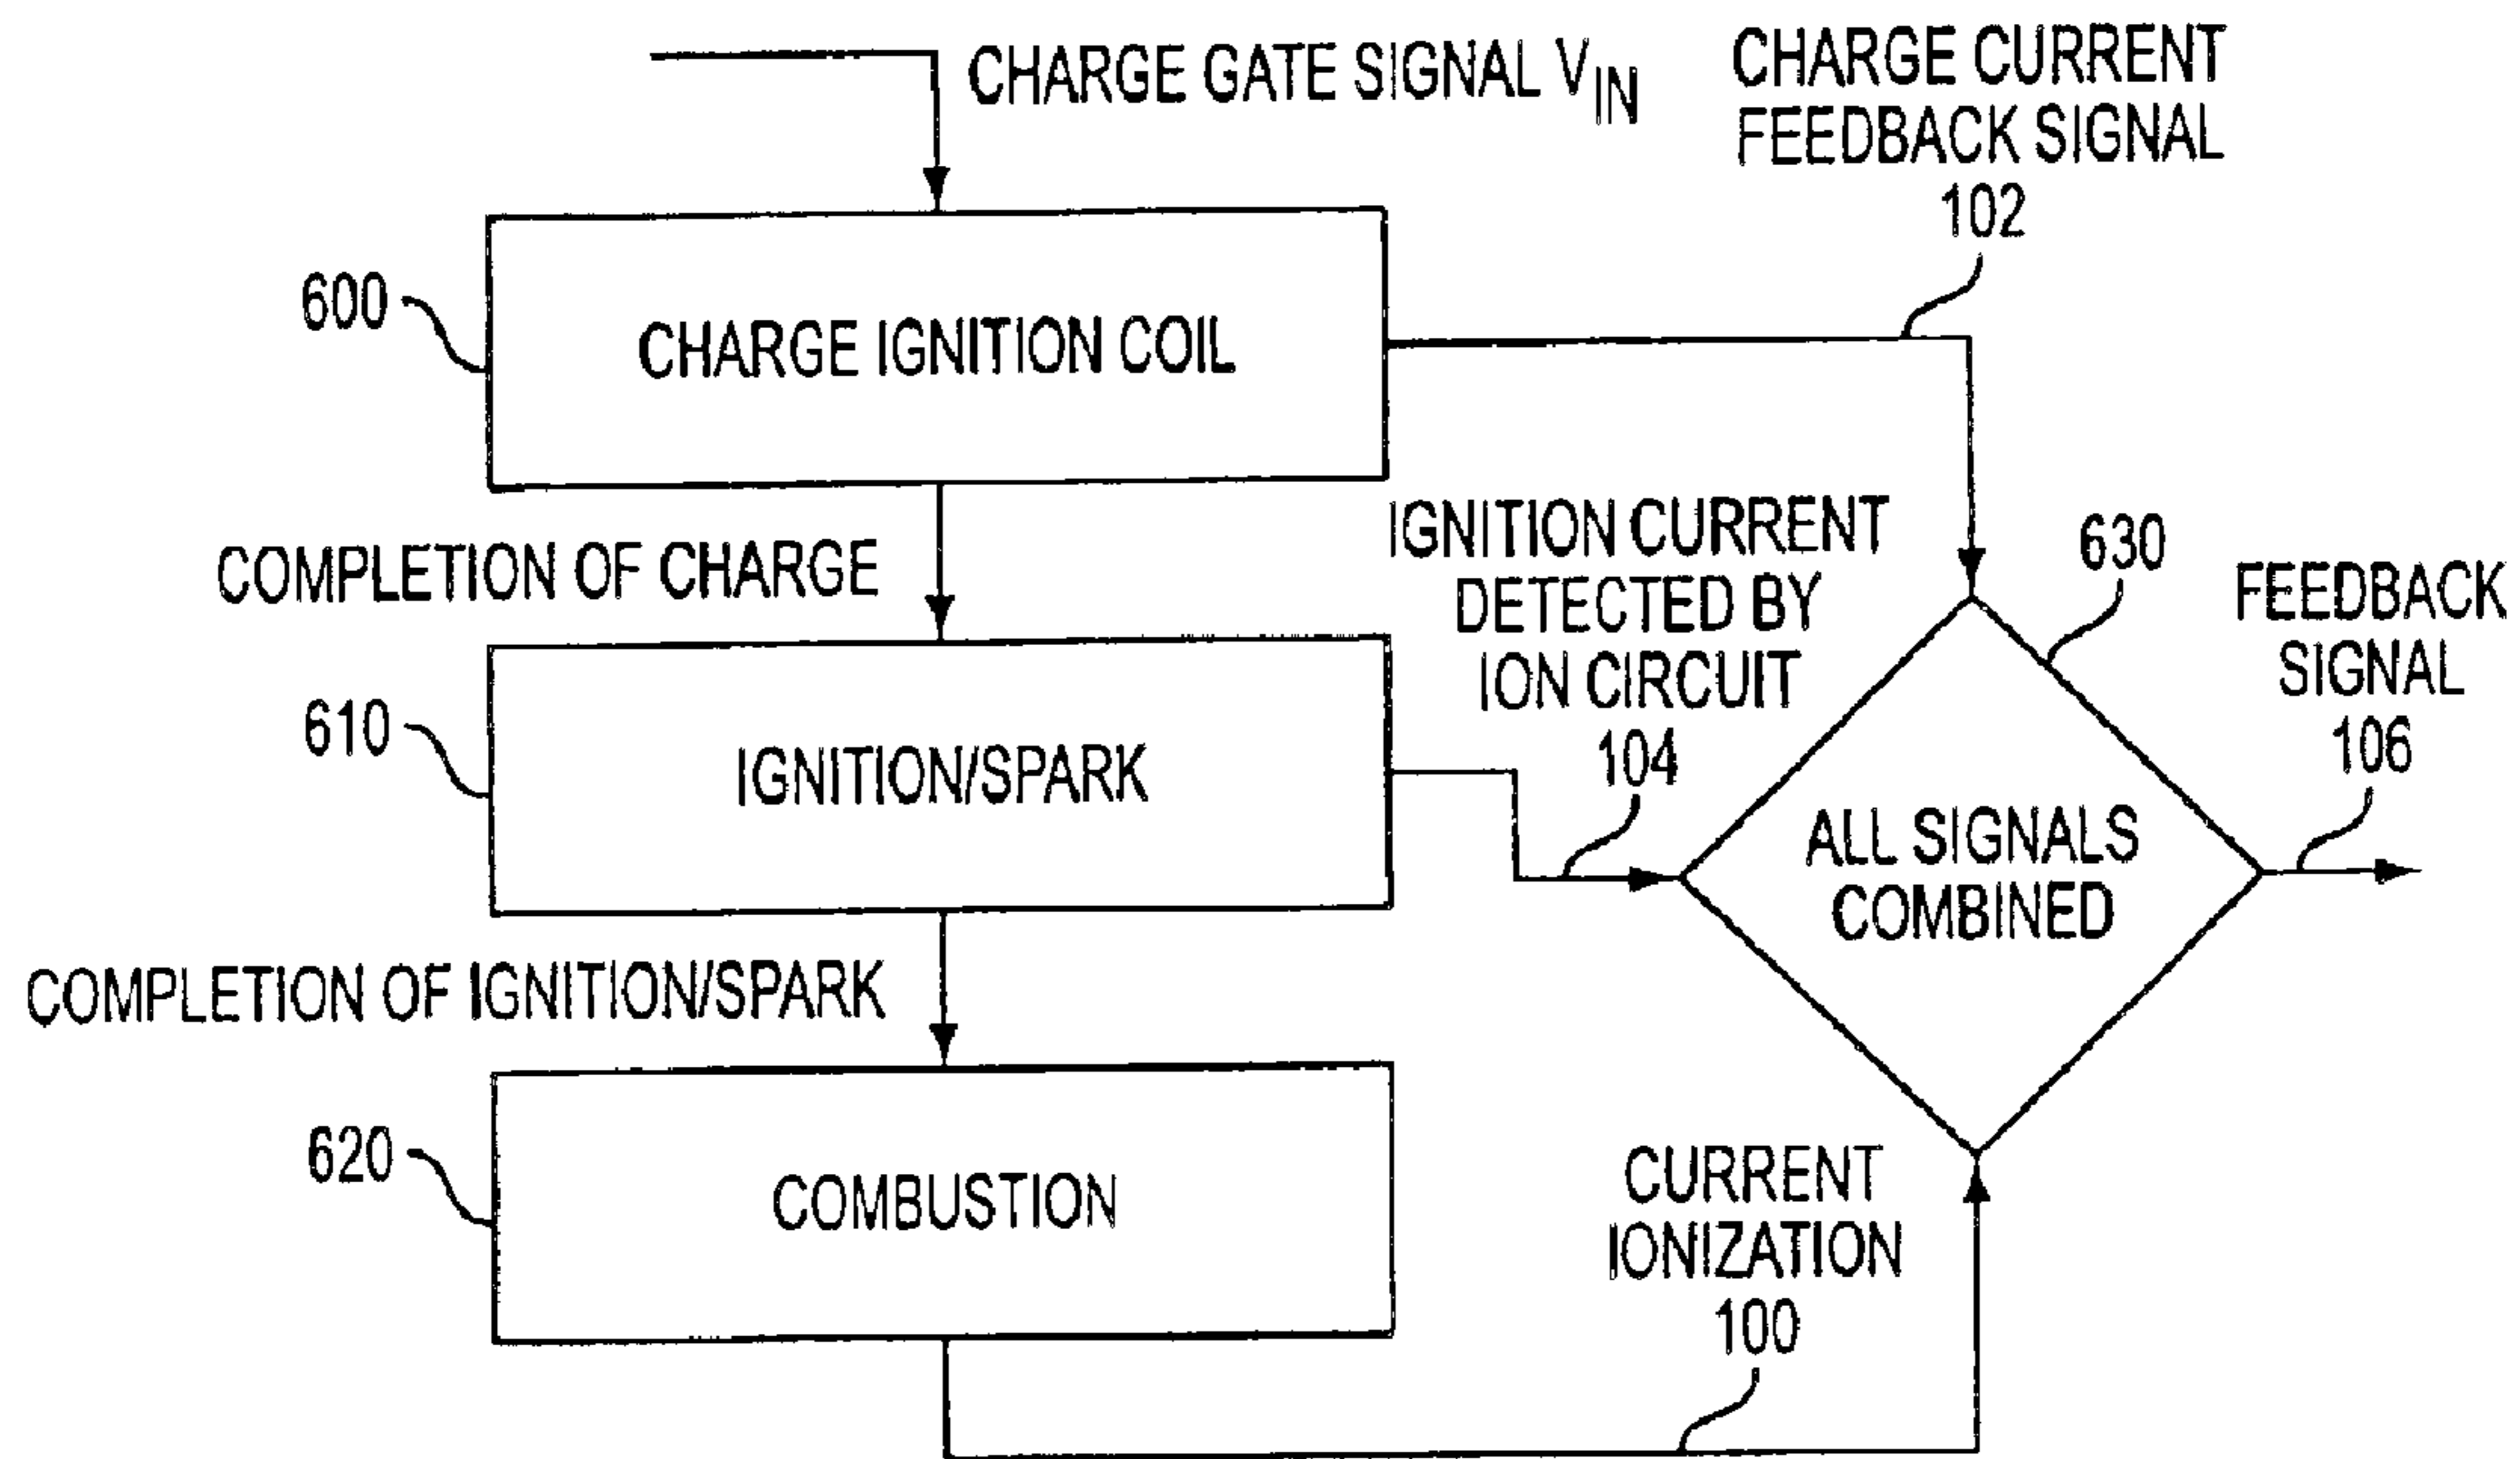 CHARGE GATE SIGNAL VIN
CHARGE CURRENT
FEEDBACK SIGNAL
102
600
CHARGE IGNITION COIL
COMPLETION OF CHARGE
IGNITION CURRENT
DETECTED BY
ION CIRCUIT
104
630
FEEDBACK
SIGNAL
106
610
IGNITION/SPARK
ALL SIGNALS
COMBINED
COMPLETION OF IGNITION/SPARK
620
COMBUSTION
CURRENT
IONIZATION
100